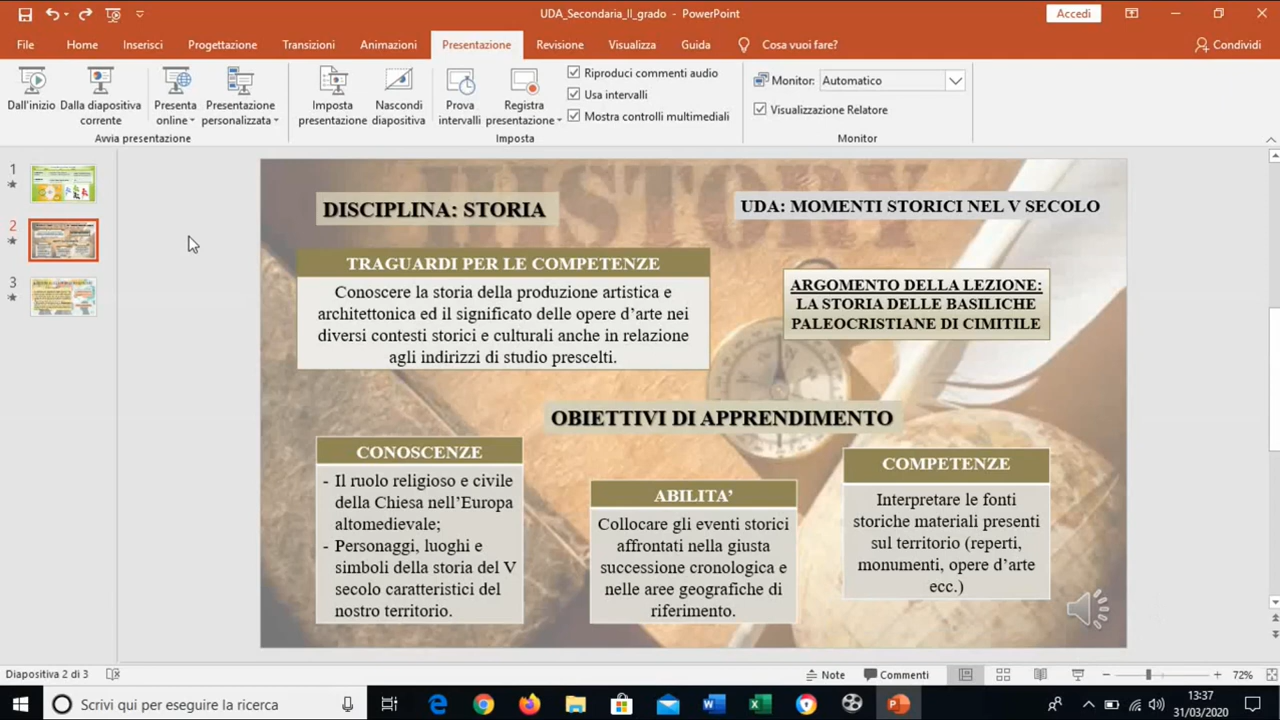 UDA_Secondaria_II_grado - PowerPoint
Accedi
File Home Inserisci Progettazione Transizioni Animazioni Presentazione Revisione Visualizza Guida Cosa vuoi fare? Condividi
Dall'inizio
Dalla diapositiva
corrente
Presenta
online
Presentazione
personalizzata
Avvia presentazione
Imposta
presentazione
Nascondi
diapositiva
Prova
intervalli
Registra
presentazione
Riproduci commenti audio
Usa intervalli
Mostra controlli multimediali
Imposta
Monitor: Automatico
Visualizzazione Relatore
Monitor
1
2
3
HISTORY
DISCIPLINA: STORIA
UDA: MOMENTI STORICI NEL V SECOLO
TRAGUARDI PER LE COMPETENZE
Conoscere la storia della produzione artistica e
architettonica ed il significato delle opere d’arte nei
diversi contesti storici e culturali anche in relazione
agli indirizzi di studio prescelti.
ARGOMENTO DELLA LEZIONE:
LA STORIA DELLE BASILICHE
PALEOCRISTIANE DI CIMITILE
OBIETTIVI DI APPRENDIMENTO
CONOSCENZE
- Il ruolo religioso e civile
della Chiesa nell’Europa
altomedievale;
- Personaggi, luoghi e
simboli della storia del V
secolo caratteristici del
nostro territorio.
ABILITA’
Collocare gli eventi storici
affrontati nella giusta
successione cronologica e
nelle aree geografiche di
riferimento.
COMPETENZE
Interpretare le fonti
storiche materiali presenti
sul territorio (reperti,
monumenti, opere d’arte
ecc.)
Diapositiva 2 di 3
Note
Commenti
72%
Scrivi qui per eseguire la ricerca
13:37
31/03/2020